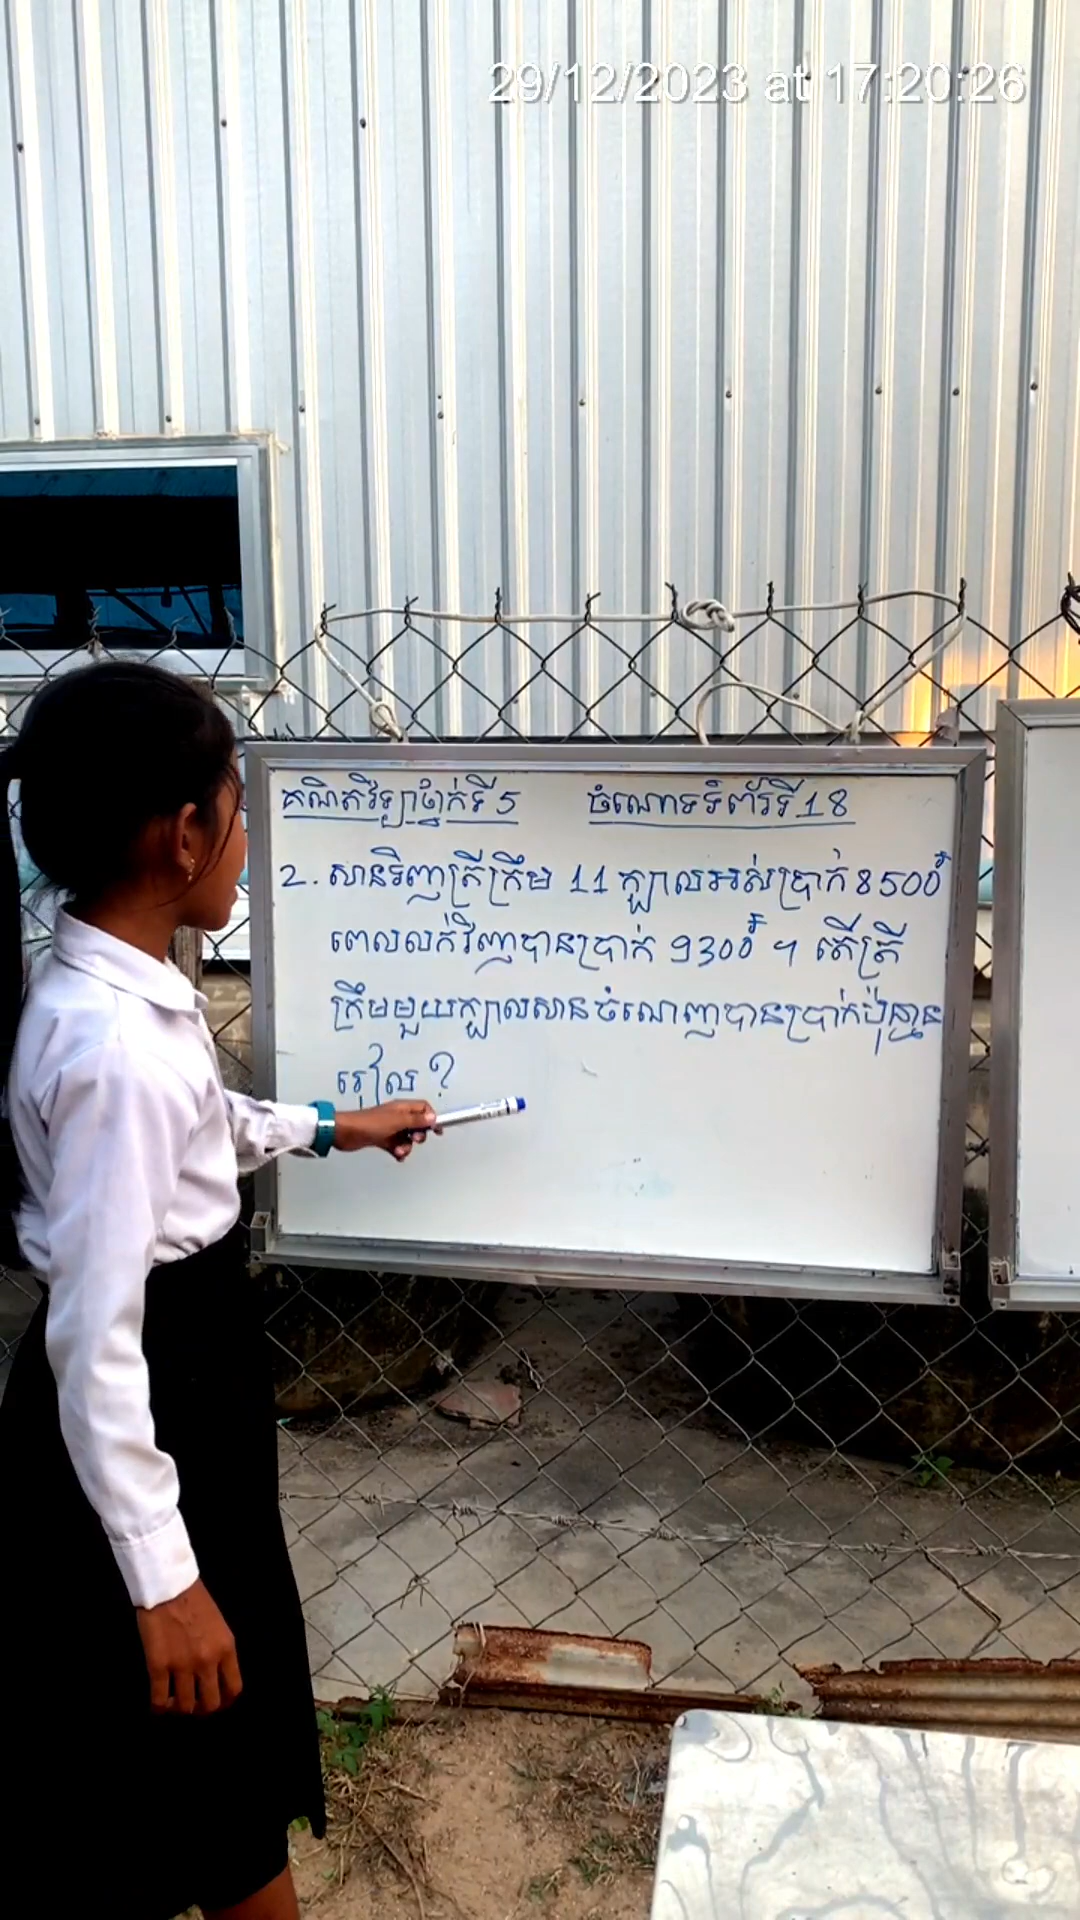 29/12/2023 at 17:20:26
គណិតវិទ្យាថ្នាក់ទី 5 ចំណោទទំព័រទី 18
2. សានទិញត្រីក្រឹម 11 ក្បាលអស់ប្រាក់ 8500៛
ពេលលក់វិញបានប្រាក់ 9300៛ ។ តើត្រី
ក្រឹមមួយក្បាលសានចំណេញបានប្រាក់ប៉ុន្មាន
រៀល ?